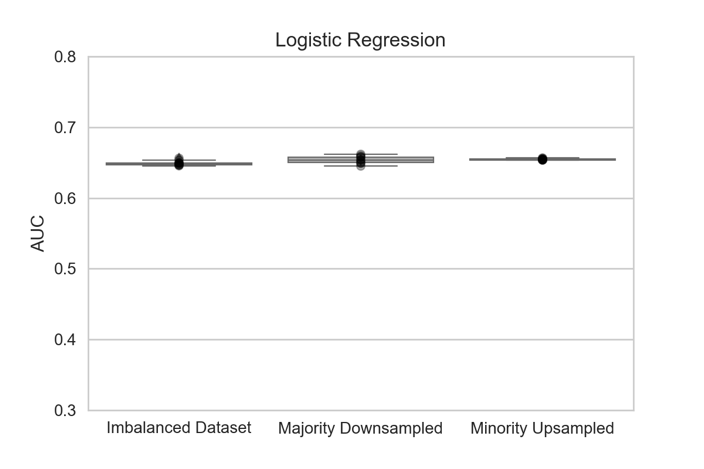 Logistic Regression
0.8
0.7
0.6
0.5
0.4
0.3
AUC
Imbalanced Dataset
Majority Downsampled
Minority Upsampled